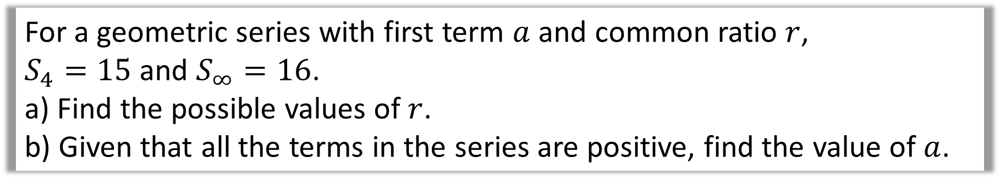 For a geometric series with first term 𝑎 and common ratio 𝑟,
𝑆₄ = 15 and 𝑆∞ = 16.
a) Find the possible values of 𝑟.
b) Given that all the terms in the series are positive, find the value of 𝑎.